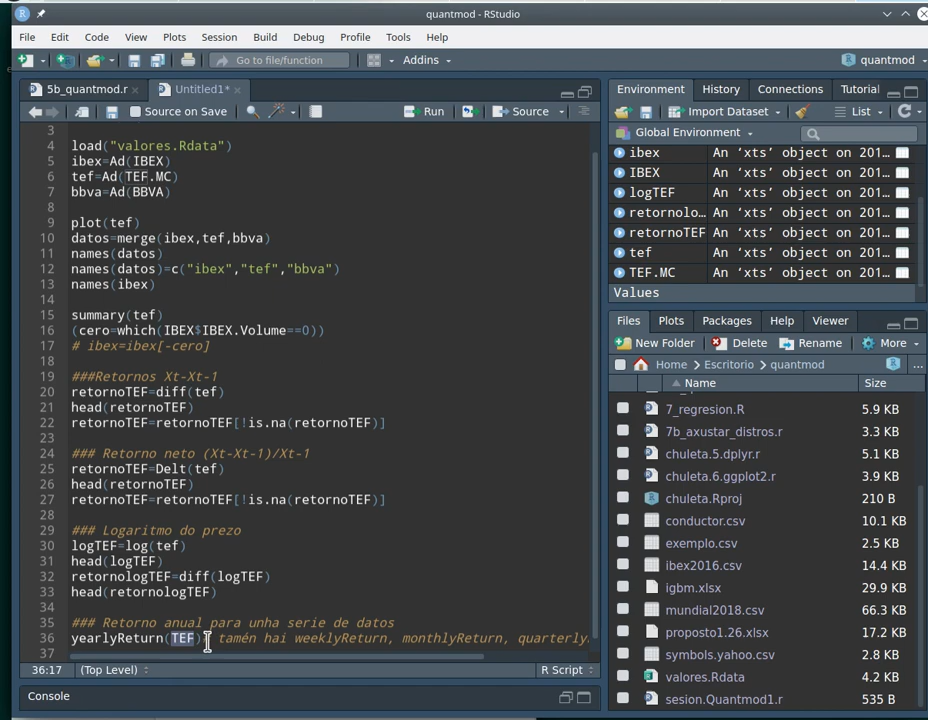 quantmod - RStudio
File Edit Code View Plots Session Build Debug Profile Tools Help
Go to file/function Addins quantmod
5b_quantmod.r Untitled1*
Source on Save Run Source
3
4 load("valores.Rdata")
5 ibex=Ad(IBEX)
6 tef=Ad(TEF.MC)
7 bbva=Ad(BBVA)
8
9 plot(tef)
10 datos=merge(ibex,tef,bbva)
11 names(datos)
12 names(datos)=c("ibex","tef","bbva")
13 names(ibex)
14
15 summary(tef)
16 (cero=which(IBEX$IBEX.Volume==0))
17 # ibex=ibex[-cero]
18
19 ###Retornos Xt-Xt-1
20 retornoTEF=diff(tef)
21 head(retornoTEF)
22 retornoTEF=retornoTEF[!is.na(retornoTEF)]
23
24 ### Retorno neto (Xt-Xt-1)/Xt-1
25 retornoTEF=Delt(tef)
26 head(retornoTEF)
27 retornoTEF=retornoTEF[!is.na(retornoTEF)]
28
29 ### Logaritmo do prezo
30 logTEF=log(tef)
31 head(logTEF)
32 retornologTEF=diff(logTEF)
33 head(retornologTEF)
34
35 ### Retorno anual para unha serie de datos
36 yearlyReturn(TEF) tamén hai weeklyReturn, monthlyReturn, quarterly
37
36:17 (Top Level) R Script
Console
Environment History Connections Tutorial
Import Dataset List
Global Environment
ibex An ‘xts’ object on 201…
IBEX An ‘xts’ object on 201…
logTEF An ‘xts’ object on 201…
retornolo… An ‘xts’ object on 201…
retornoTEF An ‘xts’ object on 201…
tef An ‘xts’ object on 201…
TEF.MC An ‘xts’ object on 201…
Values
Files Plots Packages Help Viewer
New Folder Delete Rename More
Home Escritorio quantmod ...
Name Size
7_regresion.R 5.9 KB
7b_axustar_distros.r 3.3 KB
chuleta.5.dplyr.r 5.1 KB
chuleta.6.ggplot2.r 3.9 KB
chuleta.Rproj 210 B
conductor.csv 10.1 KB
exemplo.csv 2.5 KB
ibex2016.csv 14.4 KB
igbm.xlsx 29.9 KB
mundial2018.csv 66.3 KB
proposto1.26.xlsx 17.2 KB
symbols.yahoo.csv 2.8 KB
valores.Rdata 4.2 KB
sesion.Quantmod1.r 535 B